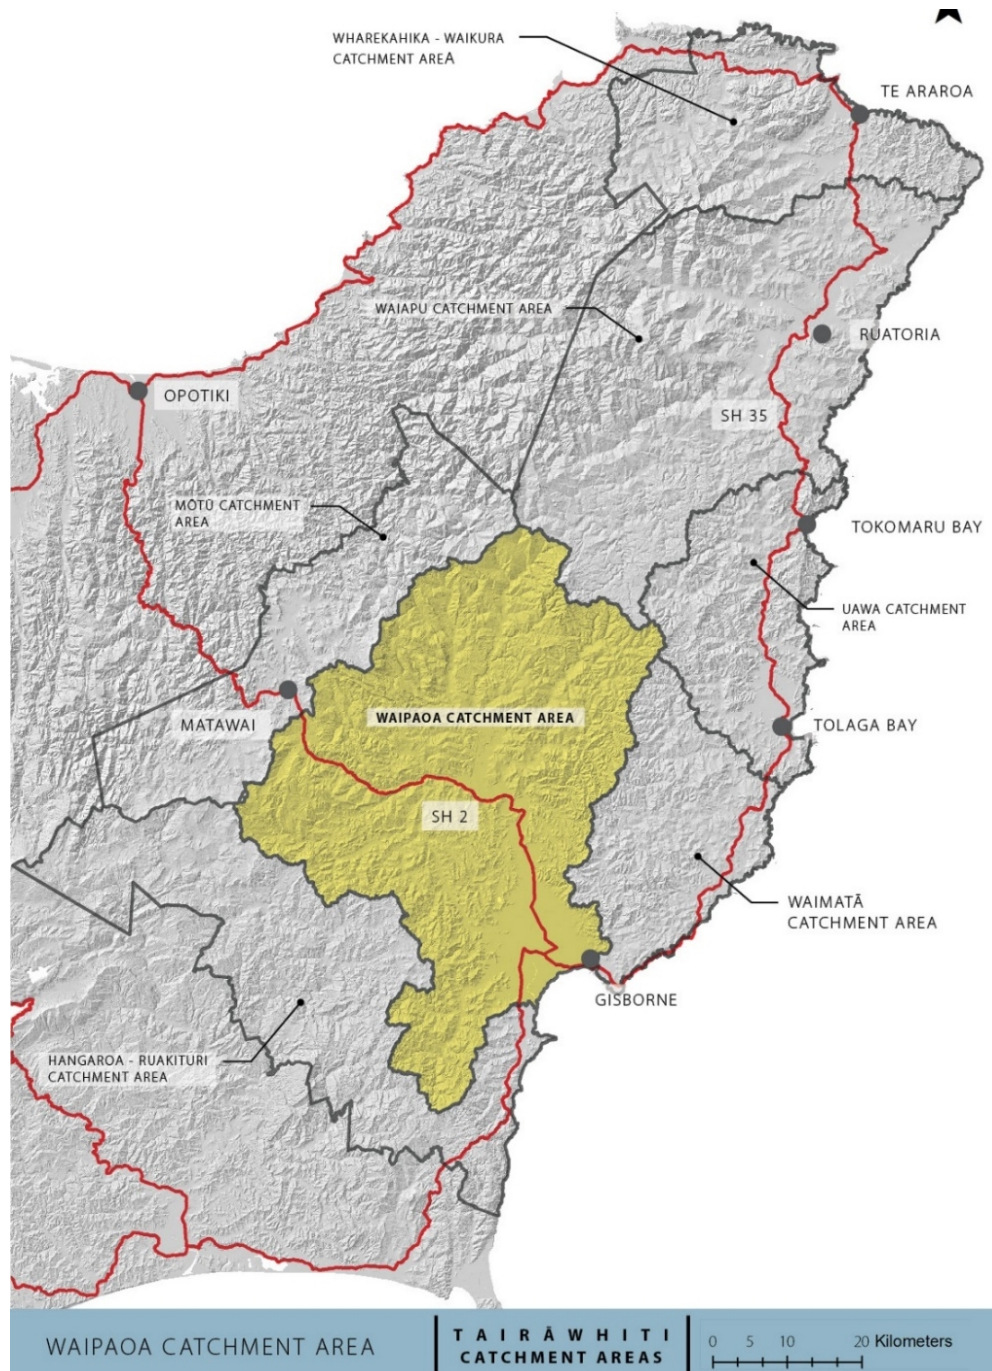 WHAREKAHIKA - WAIKURA
CATCHMENT AREA
TE ARAROA
WAIAPU CATCHMENT AREA
RUATORIA
OPOTIKI
SH 35
MŌTŪ CATCHMENT
AREA
TOKOMARU BAY
UAWA CATCHMENT
AREA
MATAWAI
WAIPAOA CATCHMENT AREA
TOLAGA BAY
SH 2
WAIMATĀ
CATCHMENT AREA
GISBORNE
HANGAROA - RUAKITURI
CATCHMENT AREA
WAIPAOA CATCHMENT AREA
TAIRĀWHITI
CATCHMENT AREAS
0 5 10 20 Kilometers